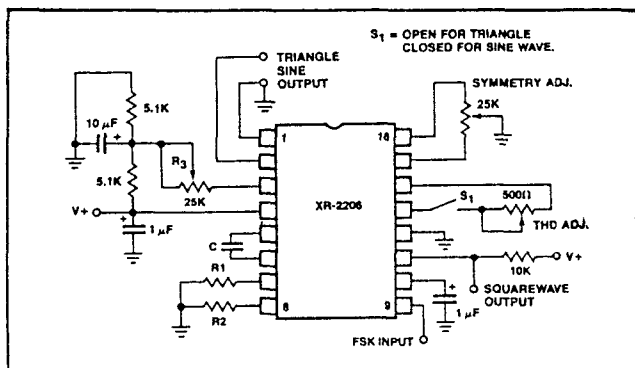 S1 = OPEN FOR TRIANGLE
CLOSED FOR SINE WAVE.
TRIANGLE
SINE
OUTPUT
SYMMETRY ADJ.
25K
5.1K
10 µF
+
R3
5.1K
25K
V+
+
1 µF
C
R1
R2
1
8
XR-2206
16
9
S1
500Ω
THD ADJ.
10K
V+
SQUAREWAVE
OUTPUT
+
1 µF
FSK INPUT